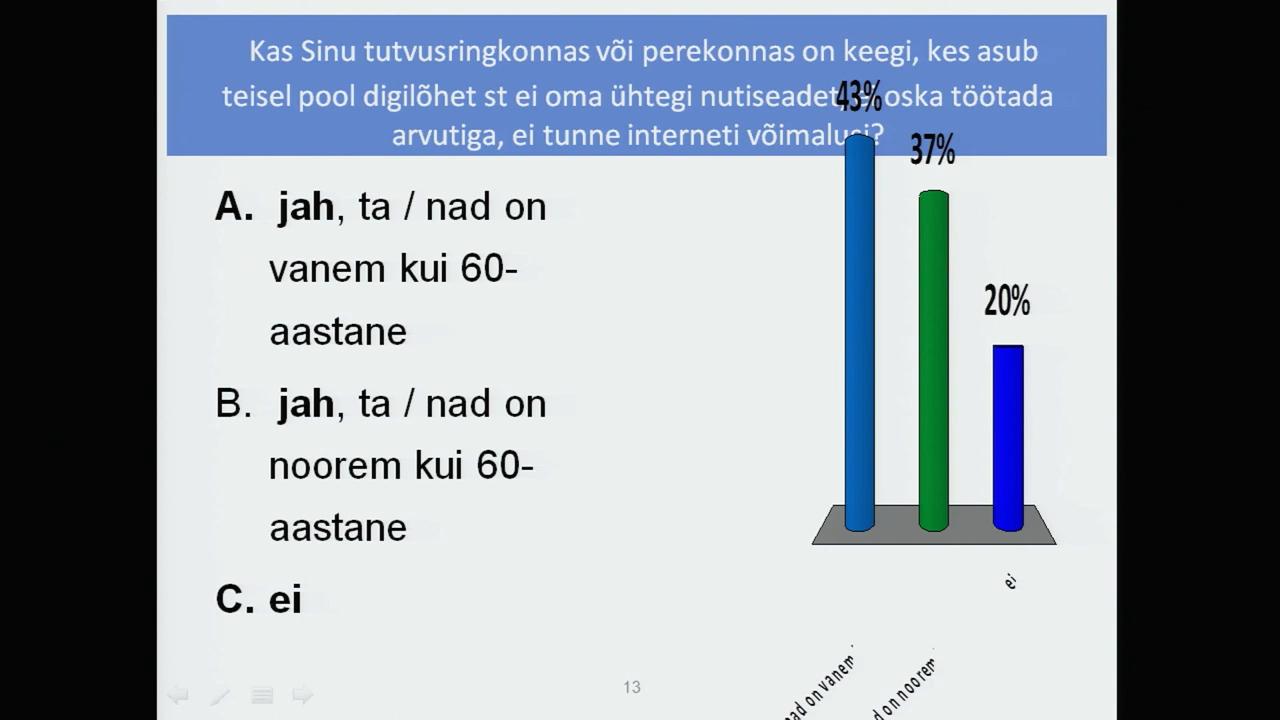 Kas Sinu tutvusringkonnas või perekonnas on keegi, kes asub
teisel pool digilõhet st ei oma ühtegi nutiseadet, oska töötada
arvutiga, ei tunne interneti võimalusi?
43%
37%
20%
A. jah, ta / nad on
vanem kui 60-
aastane
B. jah, ta / nad on
noorem kui 60-
aastane
C. ei
ei
nad on vanem
on noorem
13